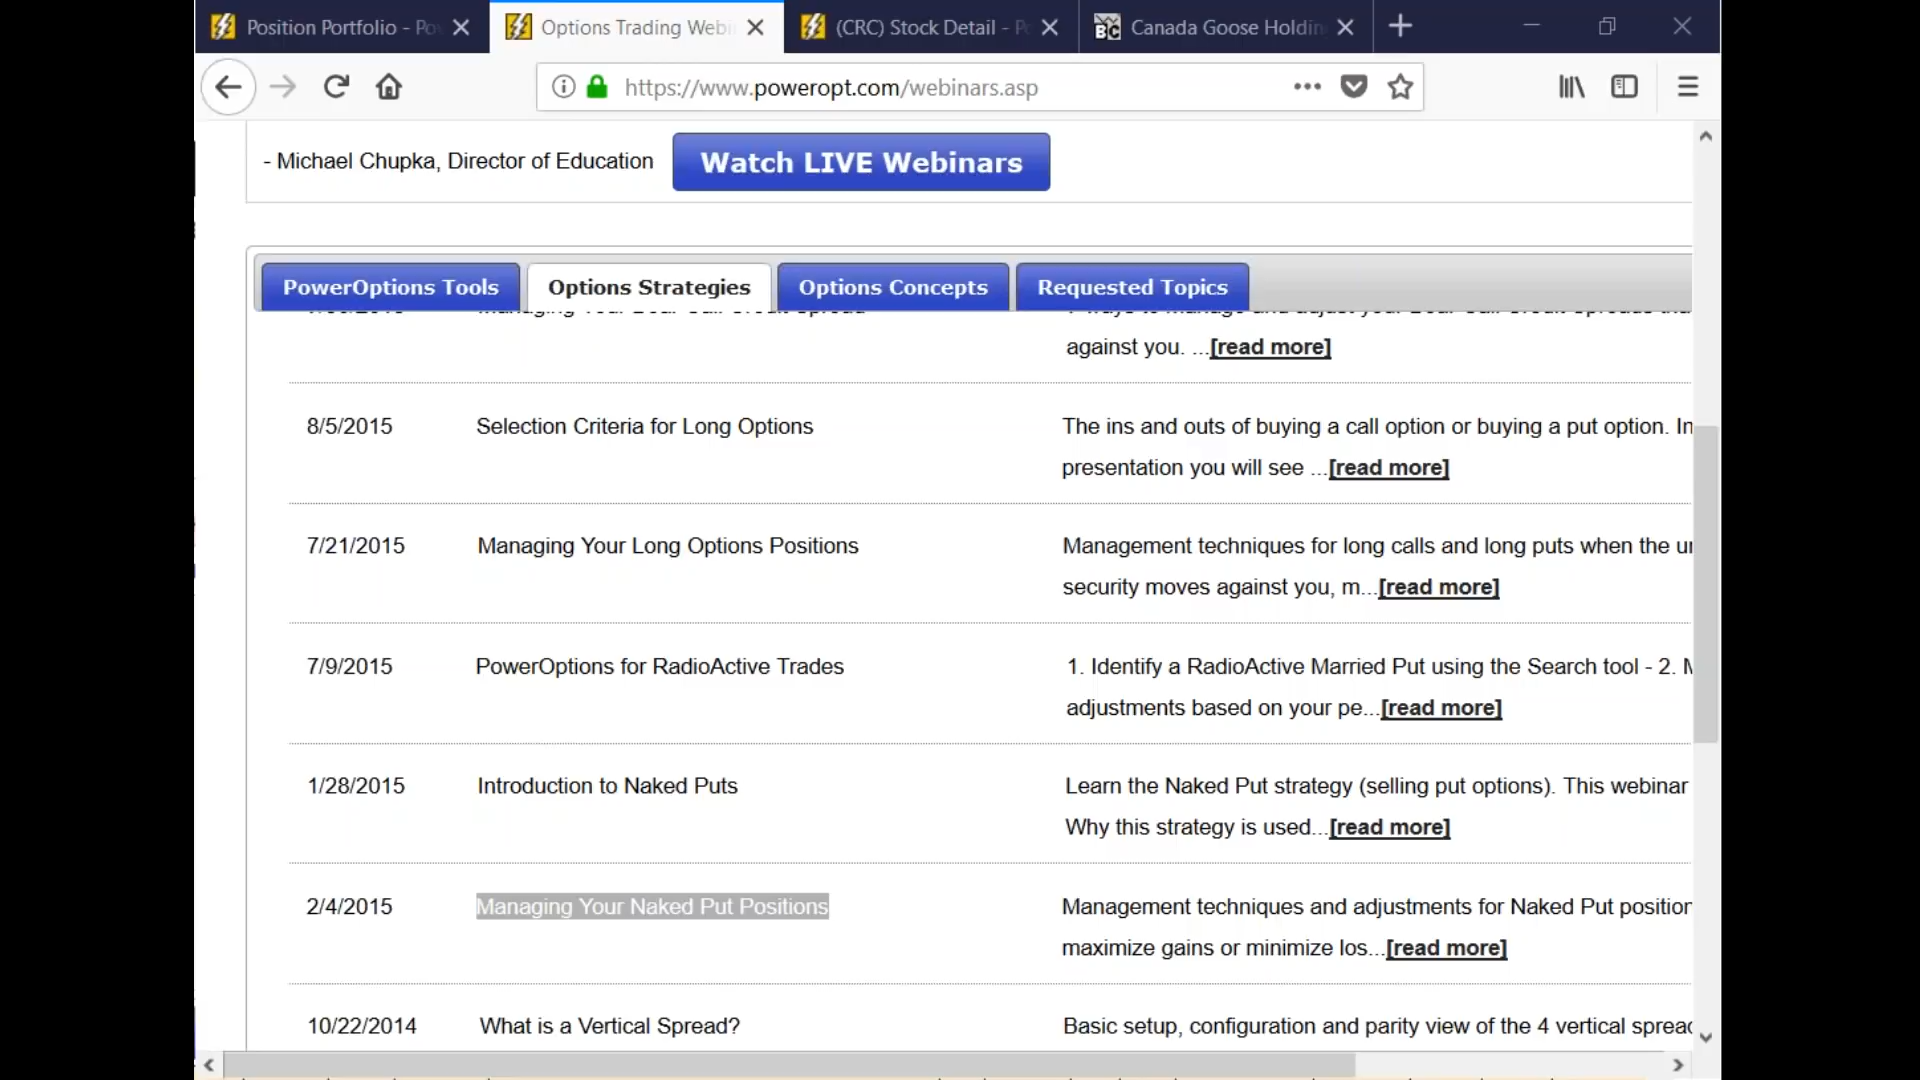 Position Portfolio - Po
Options Trading Webi
(CRC) Stock Detail - P
Canada Goose Holdin
https://www.poweropt.com/webinars.asp
- Michael Chupka, Director of Education
Watch LIVE Webinars
PowerOptions Tools
Options Strategies
Options Concepts
Requested Topics
against you. ...[read more]
8/5/2015
Selection Criteria for Long Options
The ins and outs of buying a call option or buying a put option. In
presentation you will see ...[read more]
7/21/2015
Managing Your Long Options Positions
Management techniques for long calls and long puts when the u
security moves against you, m...[read more]
7/9/2015
PowerOptions for RadioActive Trades
1. Identify a RadioActive Married Put using the Search tool - 2.
adjustments based on your pe...[read more]
1/28/2015
Introduction to Naked Puts
Learn the Naked Put strategy (selling put options). This webinar
Why this strategy is used...[read more]
2/4/2015
Managing Your Naked Put Positions
Management techniques and adjustments for Naked Put position
maximize gains or minimize los...[read more]
10/22/2014
What is a Vertical Spread?
Basic setup, configuration and parity view of the 4 vertical sprea